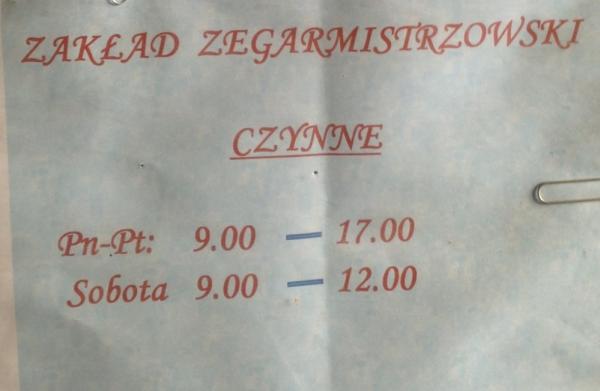 ZAKŁAD ZEGARMISTRZOWSKI
CZYNNE
Pn-Pt: 9.00 — 17.00
Sobota 9.00 — 12.00